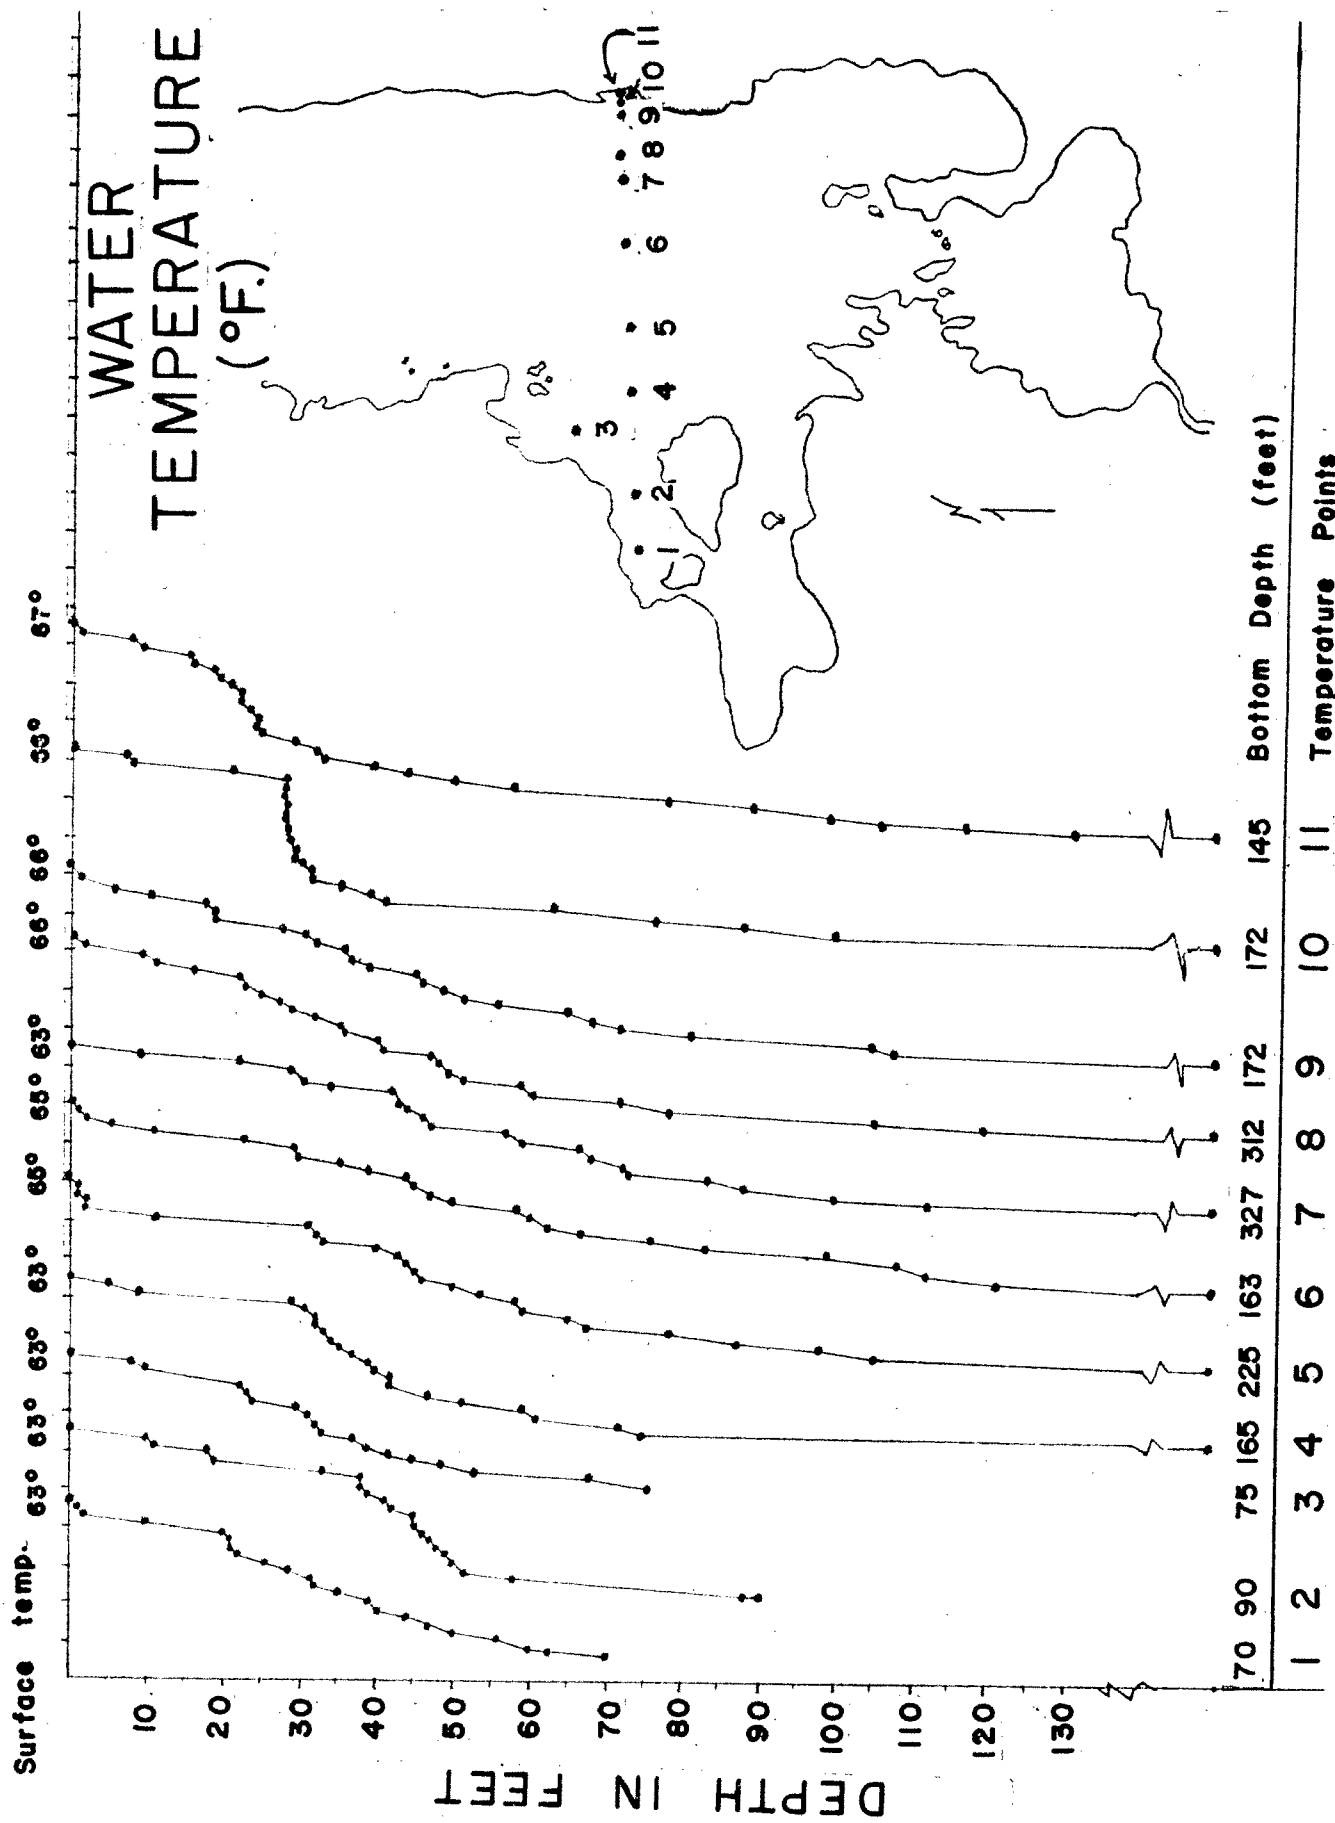 WATER
TEMPERATURE
(°F.)
Surface temp. 63° 63° 63° 63° 65° 65° 63° 66° 66° 67°
DEPTH IN FEET
10
20
30
40
50
60
70
80
90
100
110
120
130
1 2 3 4 5 6 7 8 9 10 11
70 90 75 165 225 163 327 312 172 172 145 Bottom Depth (feet)
1 2 3 4 5 6 7 8 9 10 11 Temperature Points